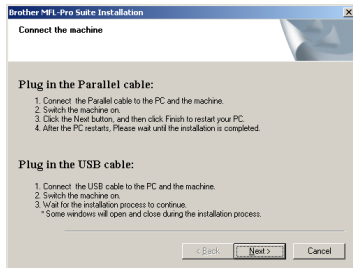 Brother MFL-Pro Suite Installation
Connect the machine
Plug in the Parallel cable:
1. Connect the Parallel cable to the PC and the machine.
2. Switch the machine on.
3. Click the Next button, and then click Finish to restart your PC.
4. After the PC restarts, Please wait until the installation is completed.
Plug in the USB cable:
1. Connect the USB cable to the PC and the machine.
2. Switch the machine on.
3. Wait for the installation process to continue.
* Some windows will open and close during the installation process.
< Back Next > Cancel